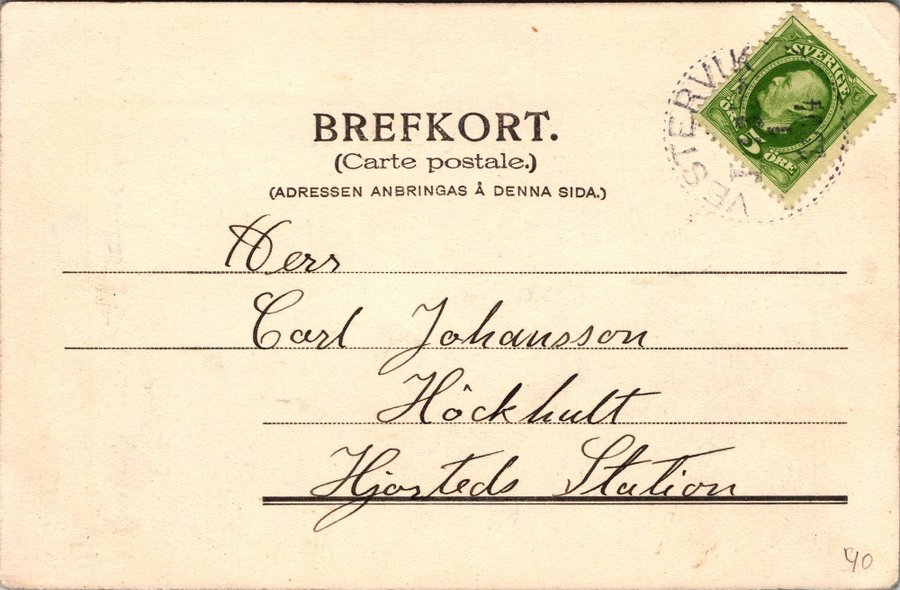 BREFKORT.
(Carte postale.)
(ADRESSEN ANBRINGAS Å DENNA SIDA.)
SVERIGE
5 ÖRE
VESTERVIK
Herr
Carl Johansson
Höckhult
Hjorteds Station
40